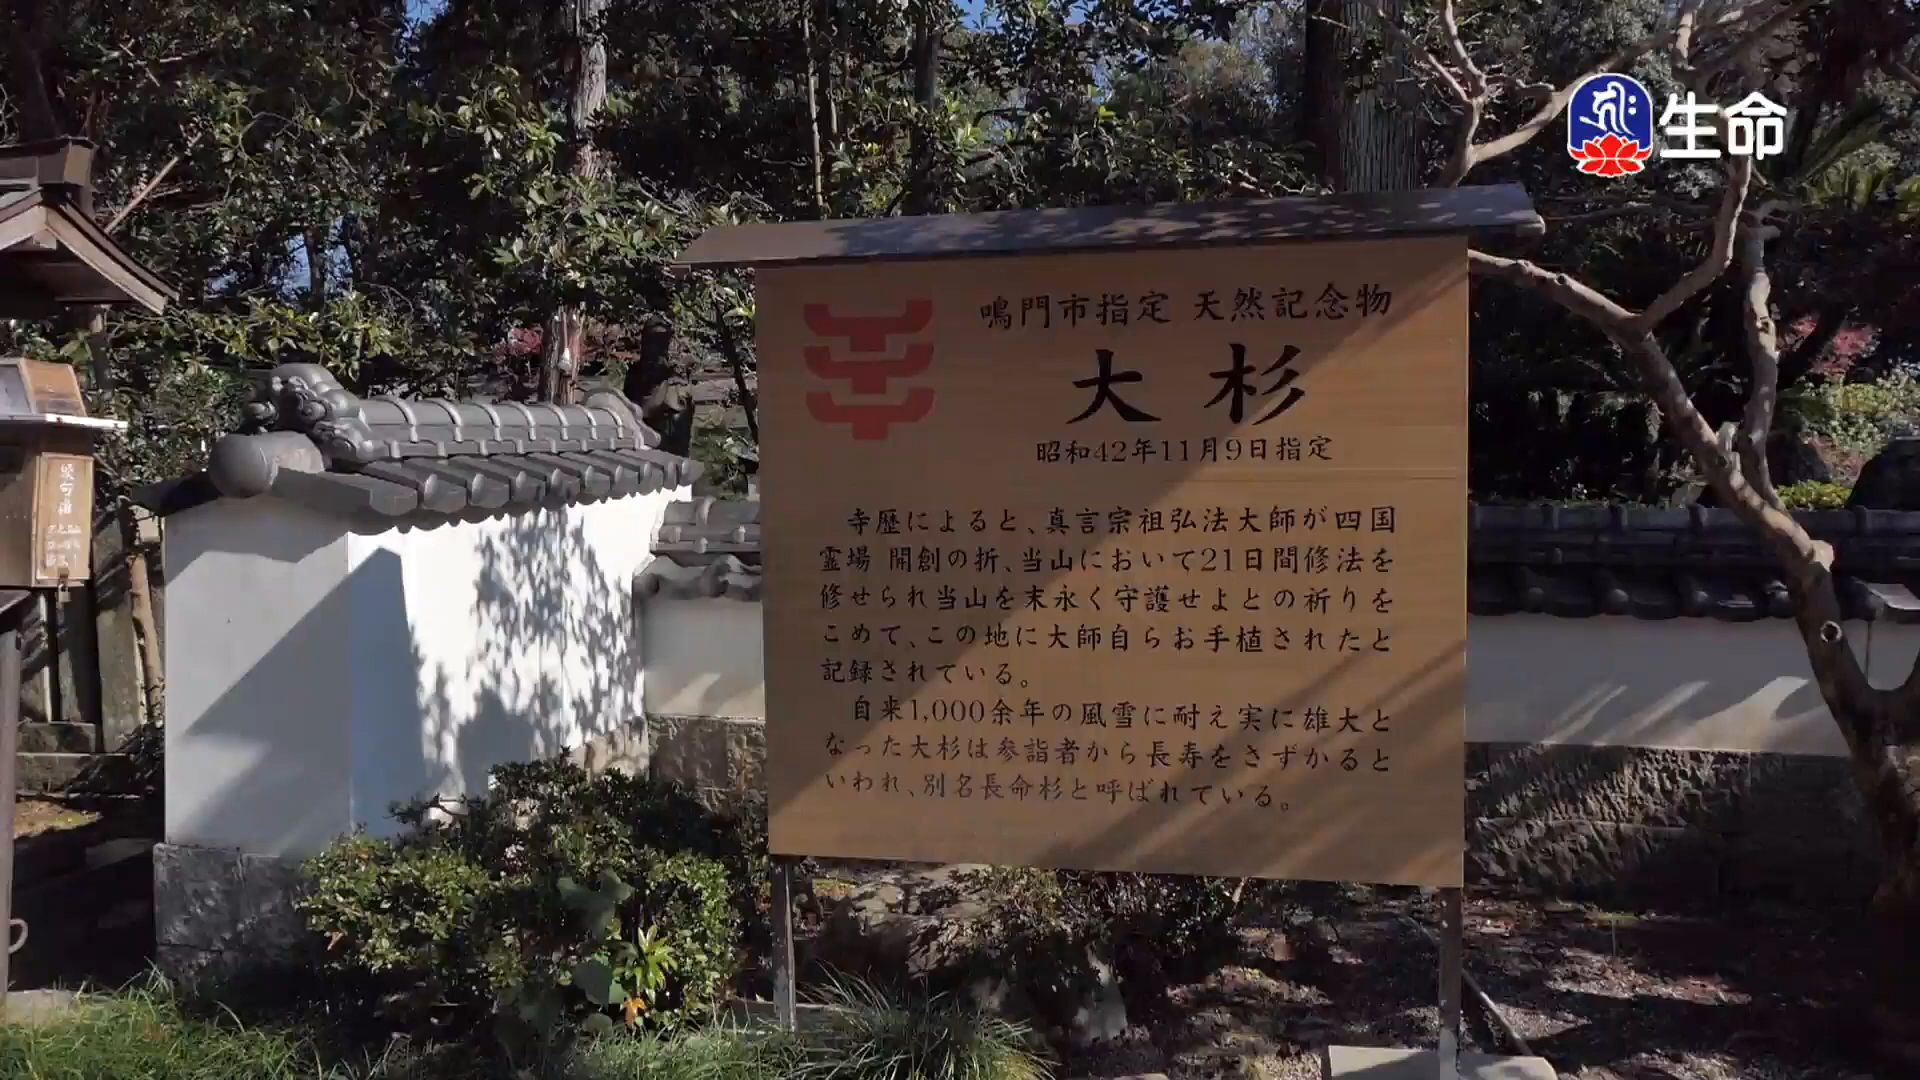 生命
鳴門市指定 天然記念物
大杉
昭和42年11月9日指定
寺歴によると、真言宗祖弘法大師が四国
霊場 開創の折、当山において21日間修法を
修せられ当山を末永く守護せよとの祈りを
こめて、この地に大師自らお手植されたと
記録されている。
自来1,000余年の風雪に耐え実に雄大と
なった大杉は参詣者から長寿をさずかると
いわれ、別名長命杉と呼ばれている。